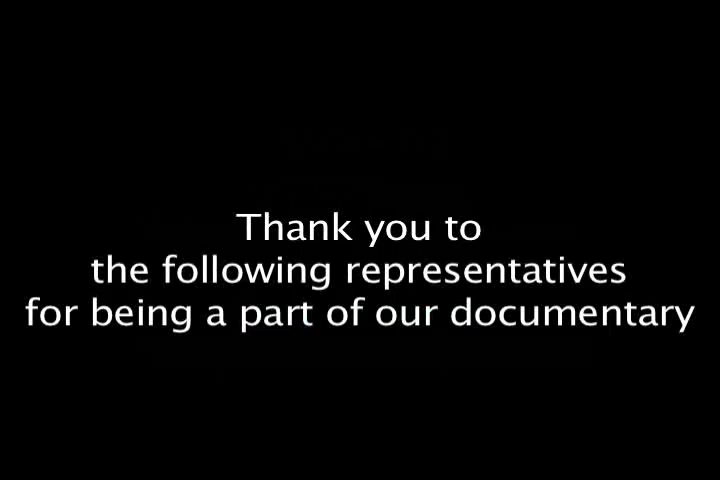 Thank you to
the following representatives
for being a part of our documentary